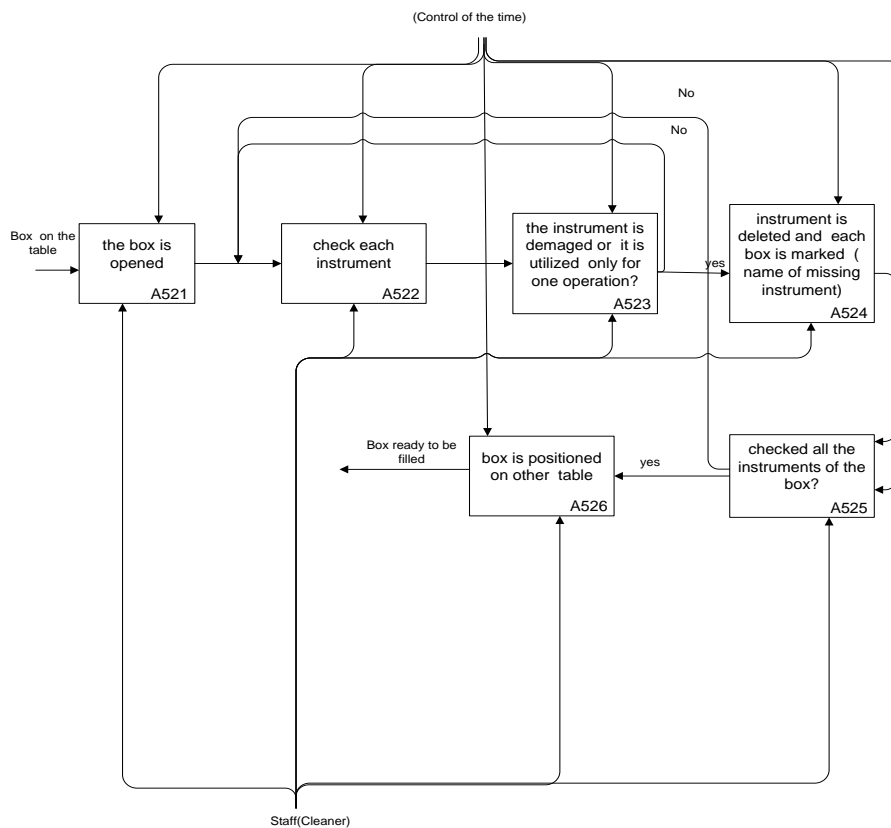 (Control of the time)
No
No
Box on the
table
the box is
opened
A521
check each
instrument
A522
the instrument is
demaged or it is
utilized only for
one operation?
A523
yes
instrument is
deleted and each
box is marked (
name of missing
instrument)
A524
Box ready to be
filled
box is positioned
on other table
A526
yes
checked all the
instruments of the
box?
A525
Staff(Cleaner)